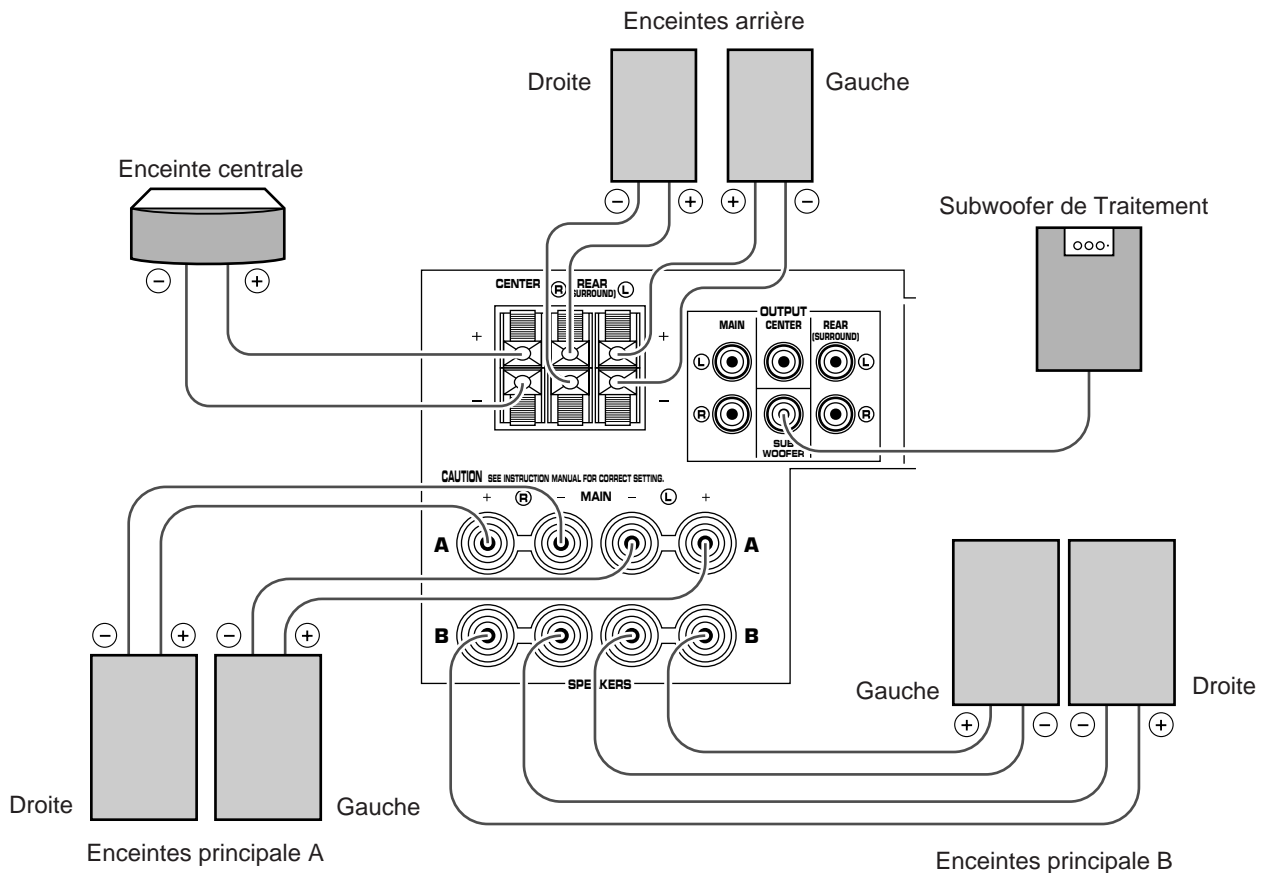 Enceintes arrière
Droite
Gauche
Enceinte centrale
Subwoofer de Traitement
− + + −
− +
CENTER R REAR L
(SURROUND)
+ +
− −
OUTPUT
MAIN CENTER REAR
(SURROUND)
L L
R R
SUB
WOOFER
CAUTION SEE INSTRUCTION MANUAL FOR CORRECT SETTING.
+ R − MAIN − L +
A A
− + − +
B B
SPEAKERS
Gauche
Droite
+ − − +
Droite
Gauche
Enceintes principale A
Enceintes principale B